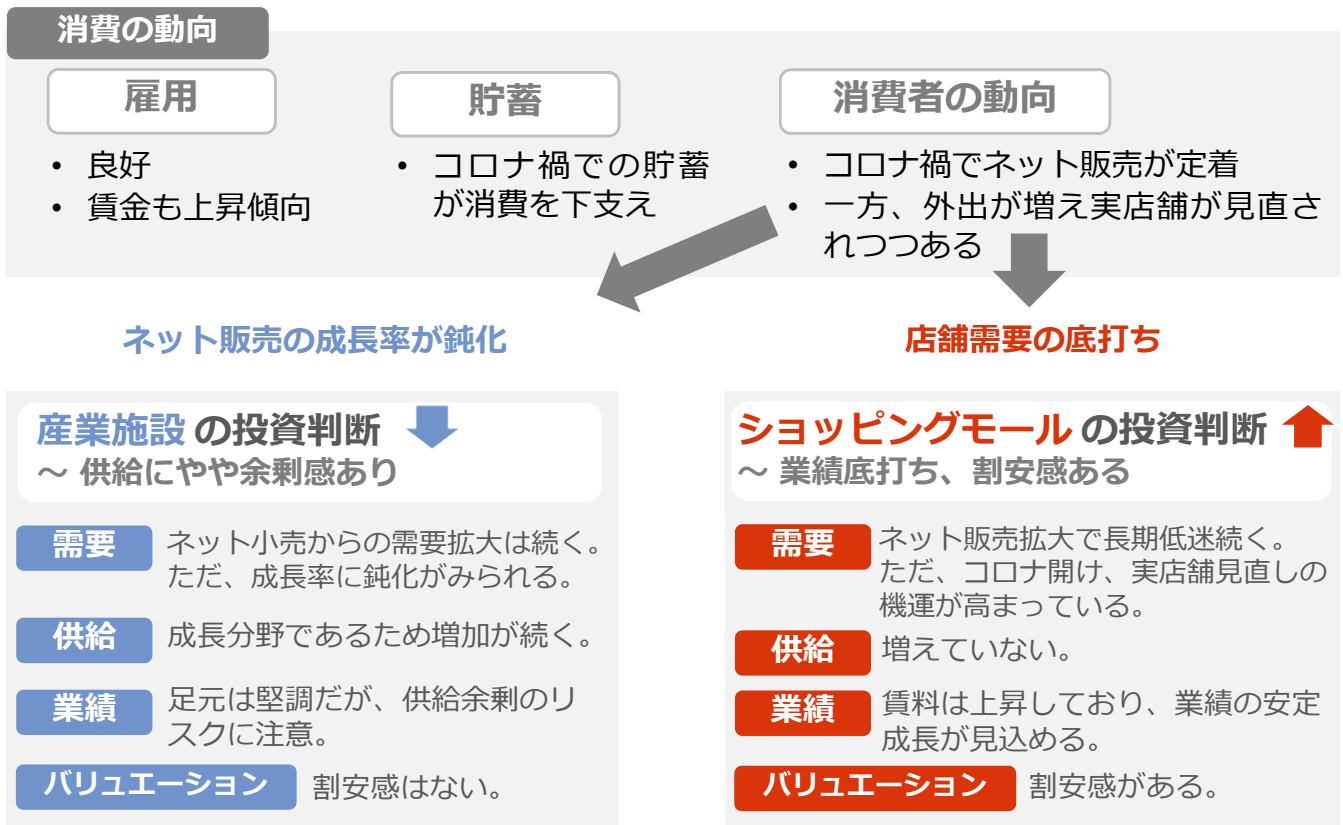 消費の動向
雇用
• 良好
• 賃金も上昇傾向
貯蓄
• コロナ禍での貯蓄
が消費を下支え
消費者の動向
• コロナ禍でネット販売が定着
• 一方、外出が増え実店舗が見直さ
れつつある
ネット販売の成長率が鈍化
産業施設 の投資判断
～ 供給にやや余剰感あり
需要
ネット小売からの需要拡大は続く。
ただ、成長率に鈍化がみられる。
供給
成長分野であるため増加が続く。
業績
足元は堅調だが、供給余剰のリ
スクに注意。
バリュエーション
割安感はない。
店舗需要の底打ち
ショッピングモール の投資判断
～ 業績底打ち、割安感ある
需要
ネット販売拡大で長期低迷続く。
ただ、コロナ開け、実店舗見直しの
機運が高まっている。
供給
増えていない。
業績
賃料は上昇しており、業績の安定
成長が見込める。
バリュエーション
割安感がある。